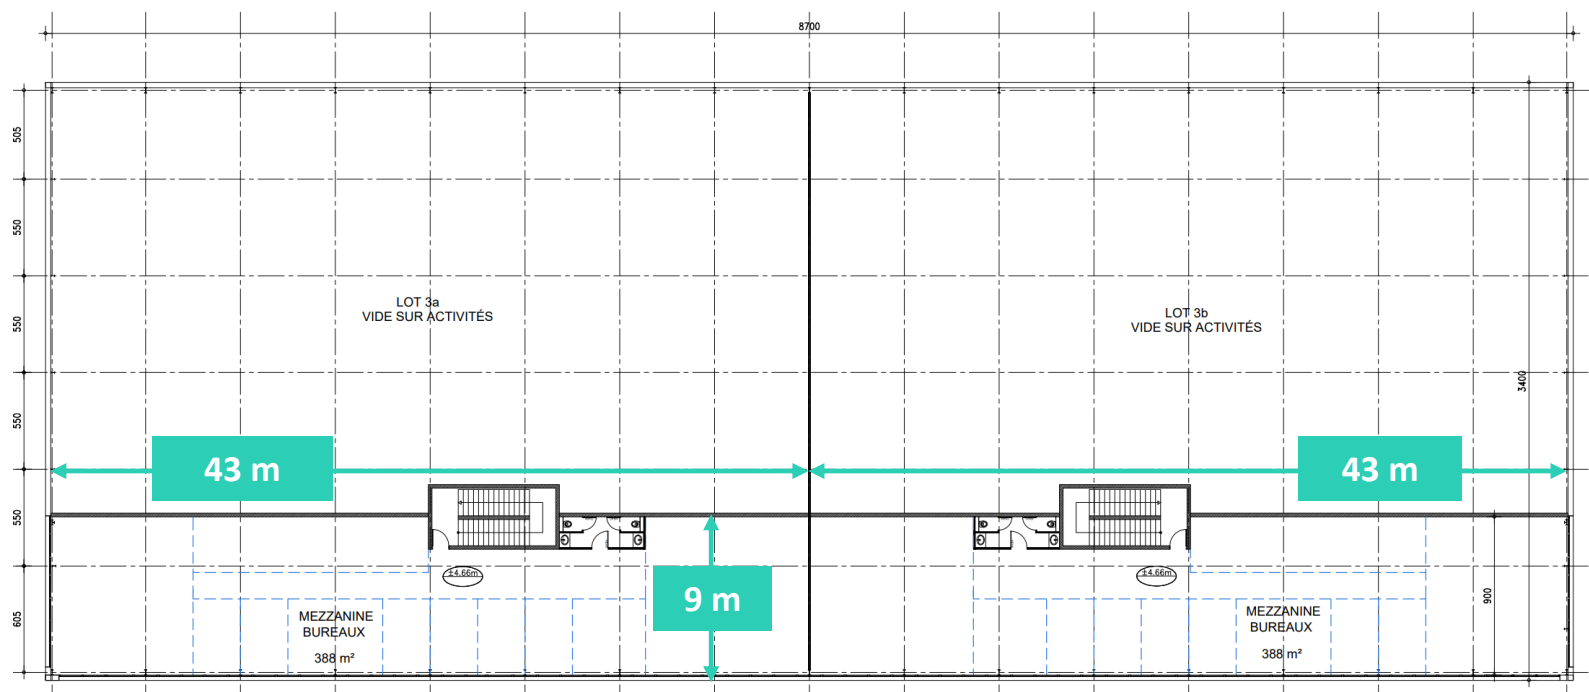 8700
505
550
550
550
550
605
LOT 3a
VIDE SUR ACTIVITÉS
LOT 3b
VIDE SUR ACTIVITÉS
3400
43 m
43 m
±4.66m
±4.66m
9 m
900
MEZZANINE
BUREAUX
388 m²
MEZZANINE
BUREAUX
388 m²